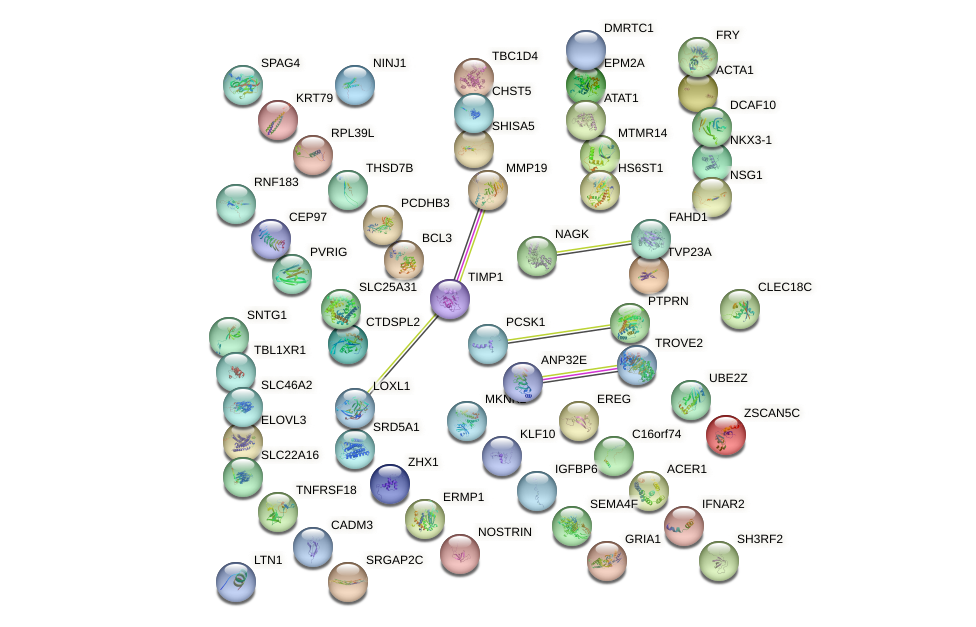 DMRTC1
FRY
TBC1D4
SPAG4
NINJ1
EPM2A
ACTA1
CHST5
KRT79
ATAT1
DCAF10
SHISA5
RPL39L
MTMR14
NKX3-1
THSD7B
MMP19
HS6ST1
NSG1
RNF183
PCDHB3
CEP97
FAHD1
BCL3
NAGK
PVRIG
TVP23A
TIMP1
SLC25A31
CLEC18C
PTPRN
SNTG1
CTDSPL2
PCSK1
TROVE2
TBL1XR1
ANP32E
UBE2Z
SLC46A2
LOXL1
EREG
ZSCAN5C
ELOVL3
SRD5A1
KLF10
C16orf74
SLC22A16
ZHX1
IGFBP6
ACER1
TNFRSF18
ERMP1
SEMA4F
IFNAR2
CADM3
NOSTRIN
GRIA1
SH3RF2
LTN1
SRGAP2C